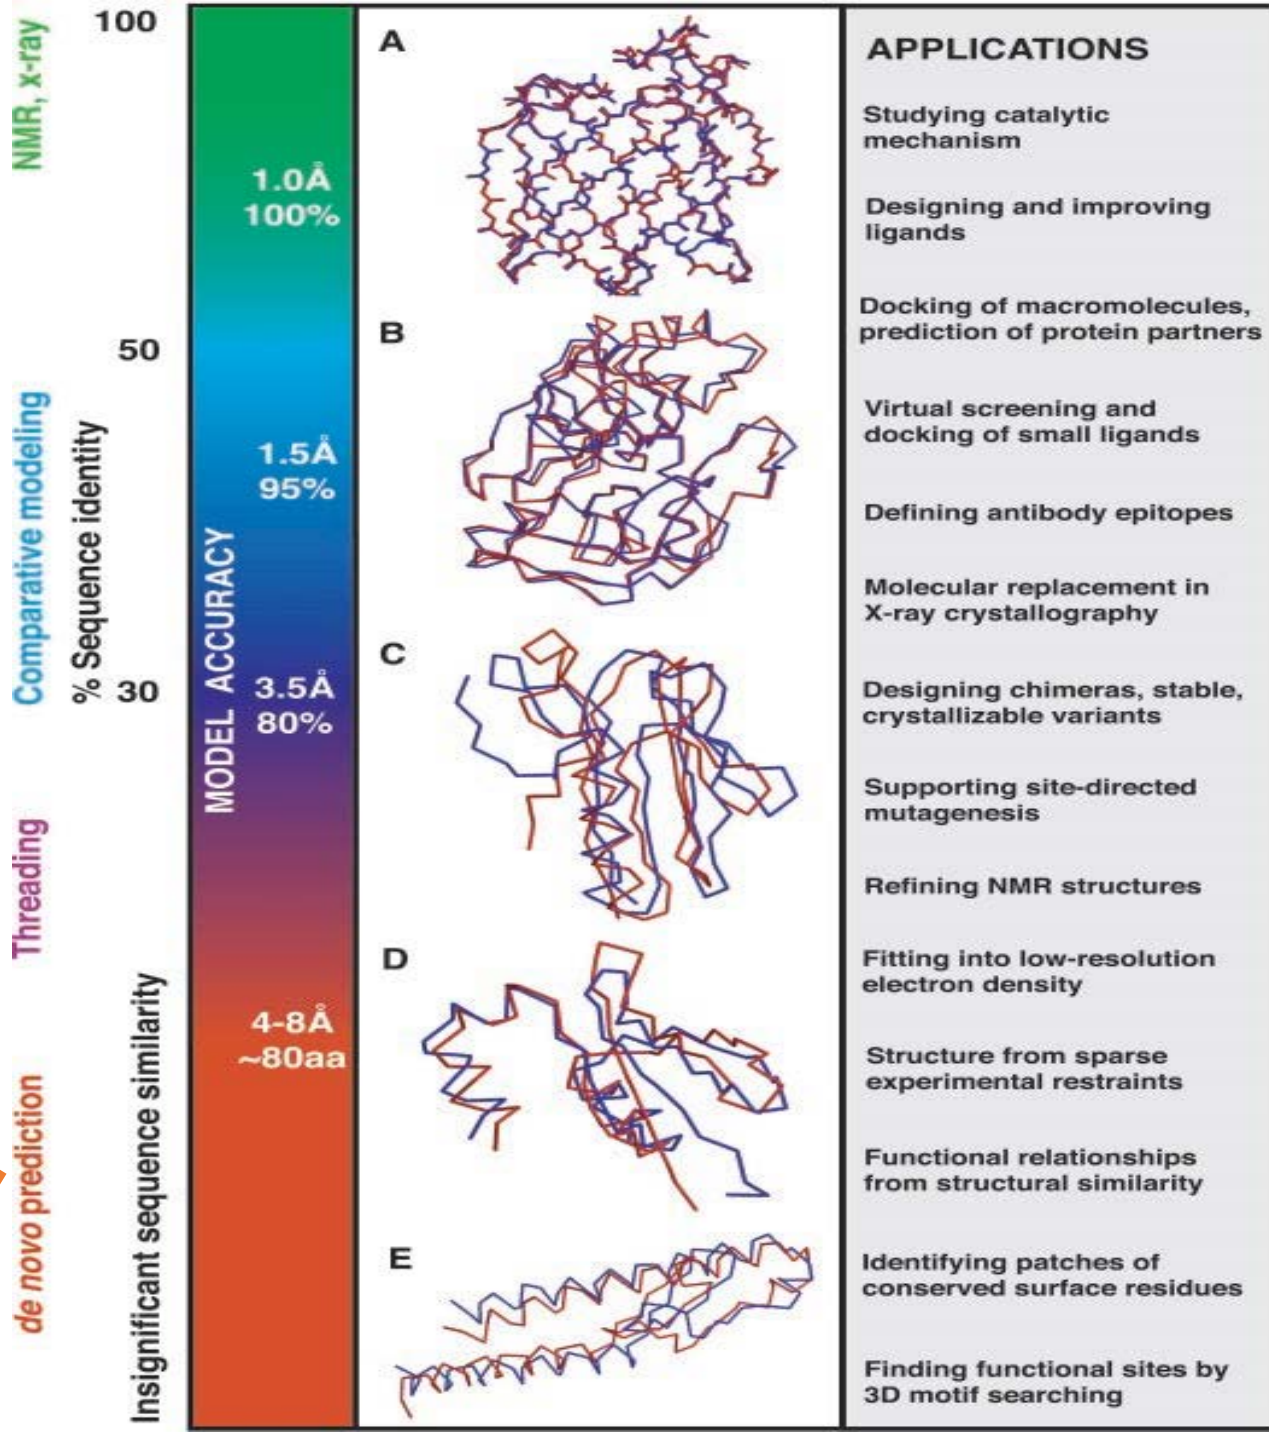 NMR, x-ray
Comparative modeling
Threading
de novo prediction
% Sequence identity
Insignificant sequence similarity
100
50
30
MODEL ACCURACY
1.0Å
100%
1.5Å
95%
3.5Å
80%
4-8Å
~80aa
A
B
C
D
E
APPLICATIONS
Studying catalytic
mechanism
Designing and improving
ligands
Docking of macromolecules,
prediction of protein partners
Virtual screening and
docking of small ligands
Defining antibody epitopes
Molecular replacement in
X-ray crystallography
Designing chimeras, stable,
crystallizable variants
Supporting site-directed
mutagenesis
Refining NMR structures
Fitting into low-resolution
electron density
Structure from sparse
experimental restraints
Functional relationships
from structural similarity
Identifying patches of
conserved surface residues
Finding functional sites by
3D motif searching